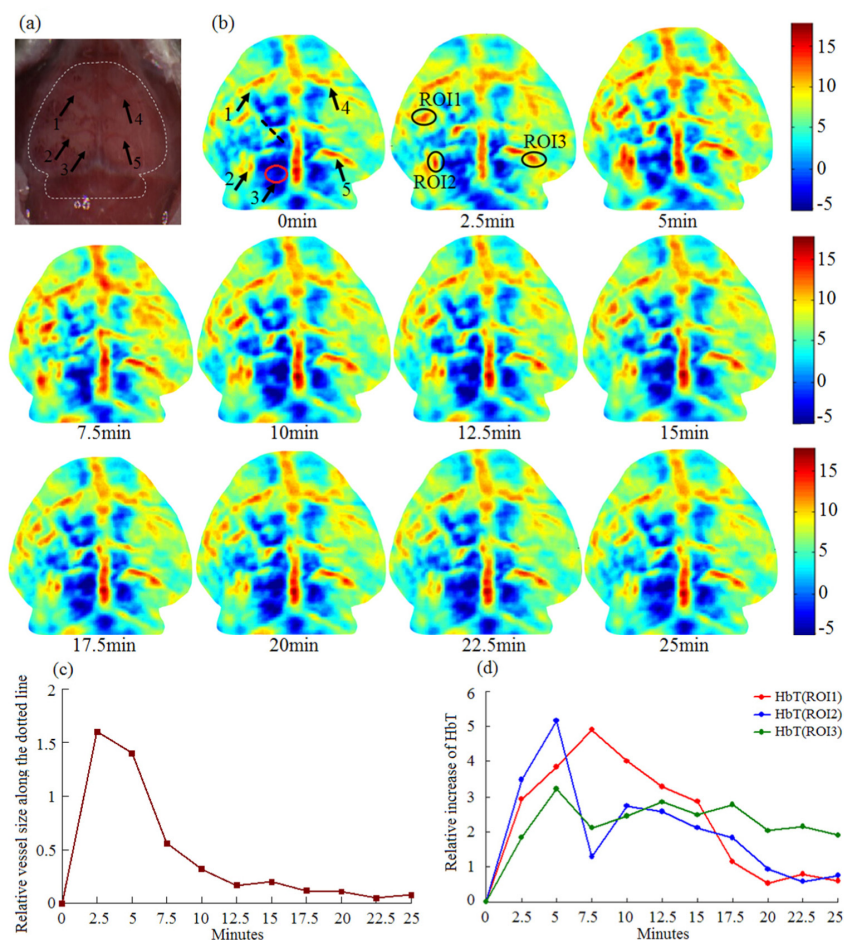 (a)
1
4
2
3
5
(b)
1
4
2
3
5
0min
ROI1
ROI2
ROI3
2.5min
5min
15
10
5
0
-5
7.5min
10min
12.5min
15min
15
10
5
0
-5
17.5min
20min
22.5min
25min
15
10
5
0
-5
(c)
Relative vessel size along the dotted line
2
1.5
1
0.5
0
0 2.5 5 7.5 10 12.5 15 17.5 20 22.5 25
Minutes
(d)
Relative increase of HbT
6
5
4
3
2
1
0
HbT(ROI1)
HbT(ROI2)
HbT(ROI3)
0 2.5 5 7.5 10 12.5 15 17.5 20 22.5 25
Minutes